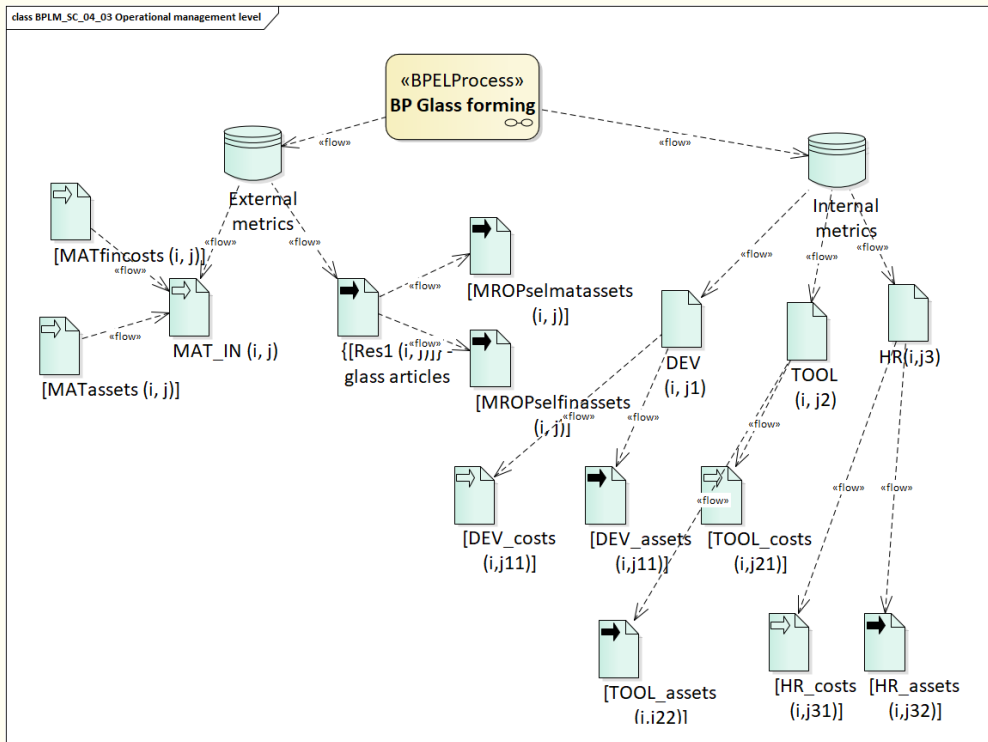 class BPLM_SC_04_03 Operational management level
«BPELProcess»
BP Glass forming
«flow»
«flow»
External
metrics
Internal
metrics
«flow»
«flow»
«flow»
«flow»
«flow»
[MATfincosts (i, j)]
«flow»
MAT_IN (i, j)
«flow»
[MATassets (i, j)]
{[Res1 (i, j)]} -
glass articles
«flow»
«flow»
[MROPselmatassets
(i, j)]
[MROPselfinassets
(i, j)]
DEV
(i, j1)
TOOL
(i, j2)
HR(i,j3)
«flow»
«flow»
«flow»
«flow»
«flow»
«flow»
[DEV_costs
(i,j11)]
[DEV_assets
(i,j11)]
[TOOL_costs
(i,j21)]
[TOOL_assets
(i,j22)]
[HR_costs
(i,j31)]
[HR_assets
(i,j32)]